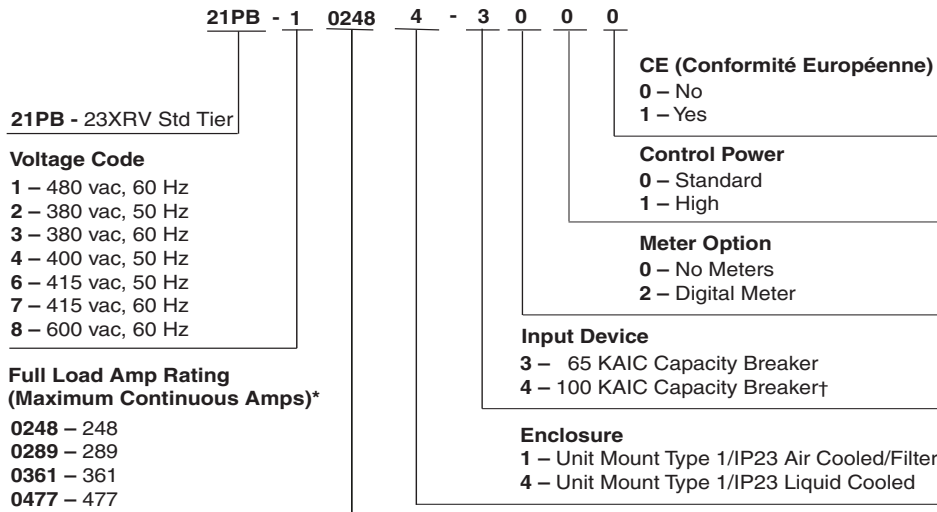 21PB - 1 0248 4 - 3 0 0 0
21PB - 23XRV Std Tier
Voltage Code
1 – 480 vac, 60 Hz
2 – 380 vac, 50 Hz
3 – 380 vac, 60 Hz
4 – 400 vac, 50 Hz
6 – 415 vac, 50 Hz
7 – 415 vac, 60 Hz
8 – 600 vac, 60 Hz
Full Load Amp Rating
(Maximum Continuous Amps)*
0248 – 248
0289 – 289
0361 – 361
0477 – 477
CE (Conformité Européenne)
0 – No
1 – Yes
Control Power
0 – Standard
1 – High
Meter Option
0 – No Meters
2 – Digital Meter
Input Device
3 – 65 KAIC Capacity Breaker
4 – 100 KAIC Capacity Breaker†
Enclosure
1 – Unit Mount Type 1/IP23 Air Cooled/Filter
4 – Unit Mount Type 1/IP23 Liquid Cooled